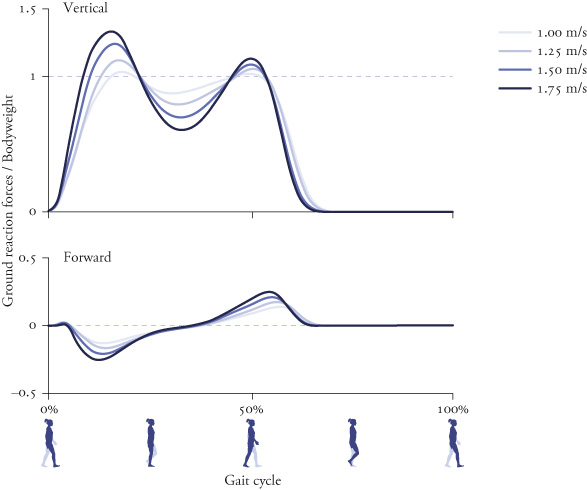 1.5
Vertical
1.00 m/s
1.25 m/s
1.50 m/s
1.75 m/s
1
0
Ground reaction forces / Bodyweight
0.5
Forward
0
–0.5
0%
50%
100%
Gait cycle